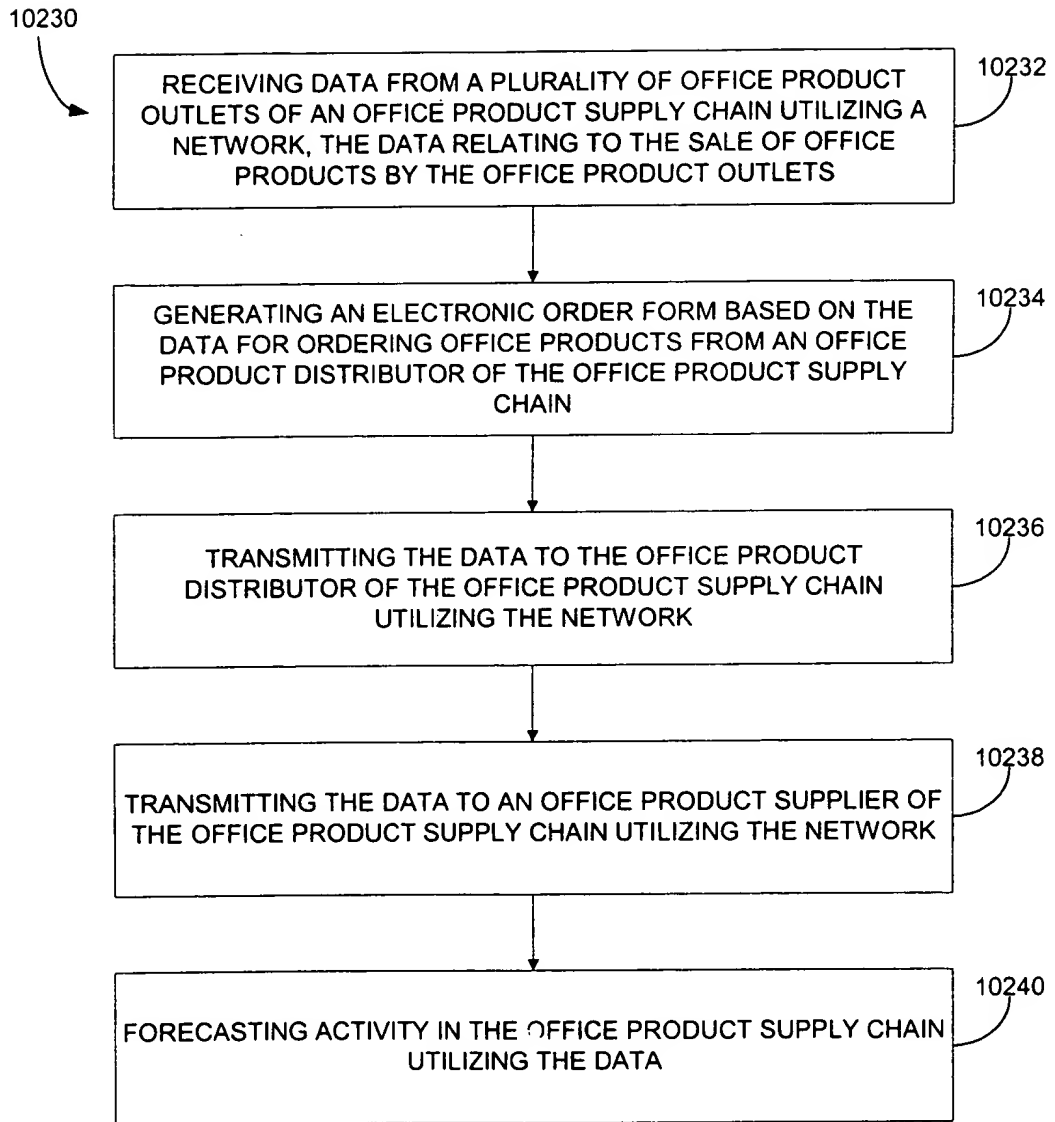 10230
RECEIVING DATA FROM A PLURALITY OF OFFICE PRODUCT
OUTLETS OF AN OFFICE PRODUCT SUPPLY CHAIN UTILIZING A
NETWORK, THE DATA RELATING TO THE SALE OF OFFICE
PRODUCTS BY THE OFFICE PRODUCT OUTLETS
10232
GENERATING AN ELECTRONIC ORDER FORM BASED ON THE
DATA FOR ORDERING OFFICE PRODUCTS FROM AN OFFICE
PRODUCT DISTRIBUTOR OF THE OFFICE PRODUCT SUPPLY
CHAIN
10234
TRANSMITTING THE DATA TO THE OFFICE PRODUCT
DISTRIBUTOR OF THE OFFICE PRODUCT SUPPLY CHAIN
UTILIZING THE NETWORK
10236
TRANSMITTING THE DATA TO AN OFFICE PRODUCT SUPPLIER OF
THE OFFICE PRODUCT SUPPLY CHAIN UTILIZING THE NETWORK
10238
FORECASTING ACTIVITY IN THE OFFICE PRODUCT SUPPLY CHAIN
UTILIZING THE DATA
10240